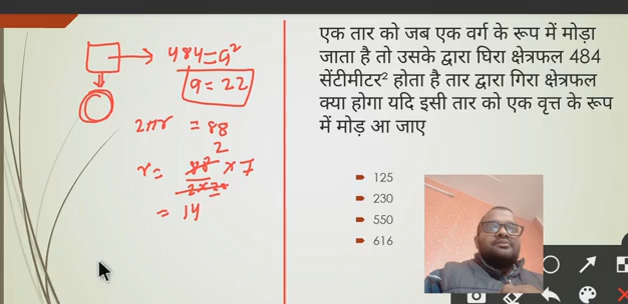 484 = a²
a = 22
2πr = 88
r = 88² × 7
2×22
= 14
एक तार को जब एक वर्ग के रूप में मोड़ा
जाता है तो उसके द्वारा घिरा क्षेत्रफल 484
सेंटीमीटर² होता है तार द्वारा गिरा क्षेत्रफल
क्या होगा यदि इसी तार को एक वृत्त के रूप
में मोड़ आ जाए
125
230
550
616